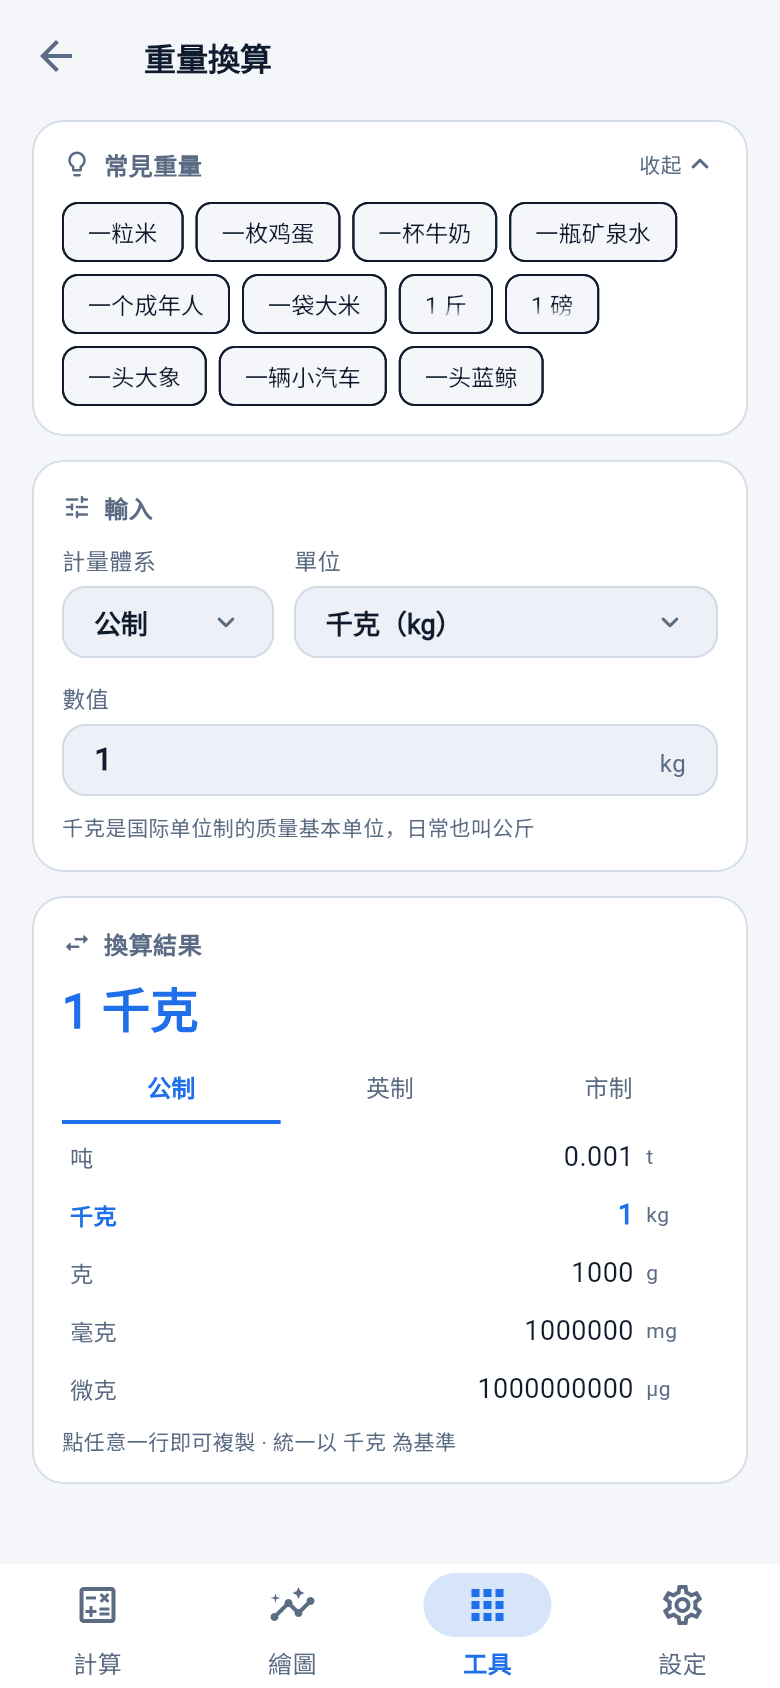 重量換算
常見重量 收起
一粒米 一枚鸡蛋 一杯牛奶 一瓶矿泉水
一个成年人 一袋大米 1 斤 1 磅
一头大象 一辆小汽车 一头蓝鲸
輸入
計量體系 單位
公制 千克（kg）
數值
1 kg
千克是国际单位制的质量基本单位，日常也叫公斤
換算結果
1 千克
公制 英制 市制
吨 0.001 t
千克 1 kg
克 1000 g
毫克 1000000 mg
微克 1000000000 µg
點任意一行即可複製 · 統一以 千克 為基準
計算 繪圖 工具 設定